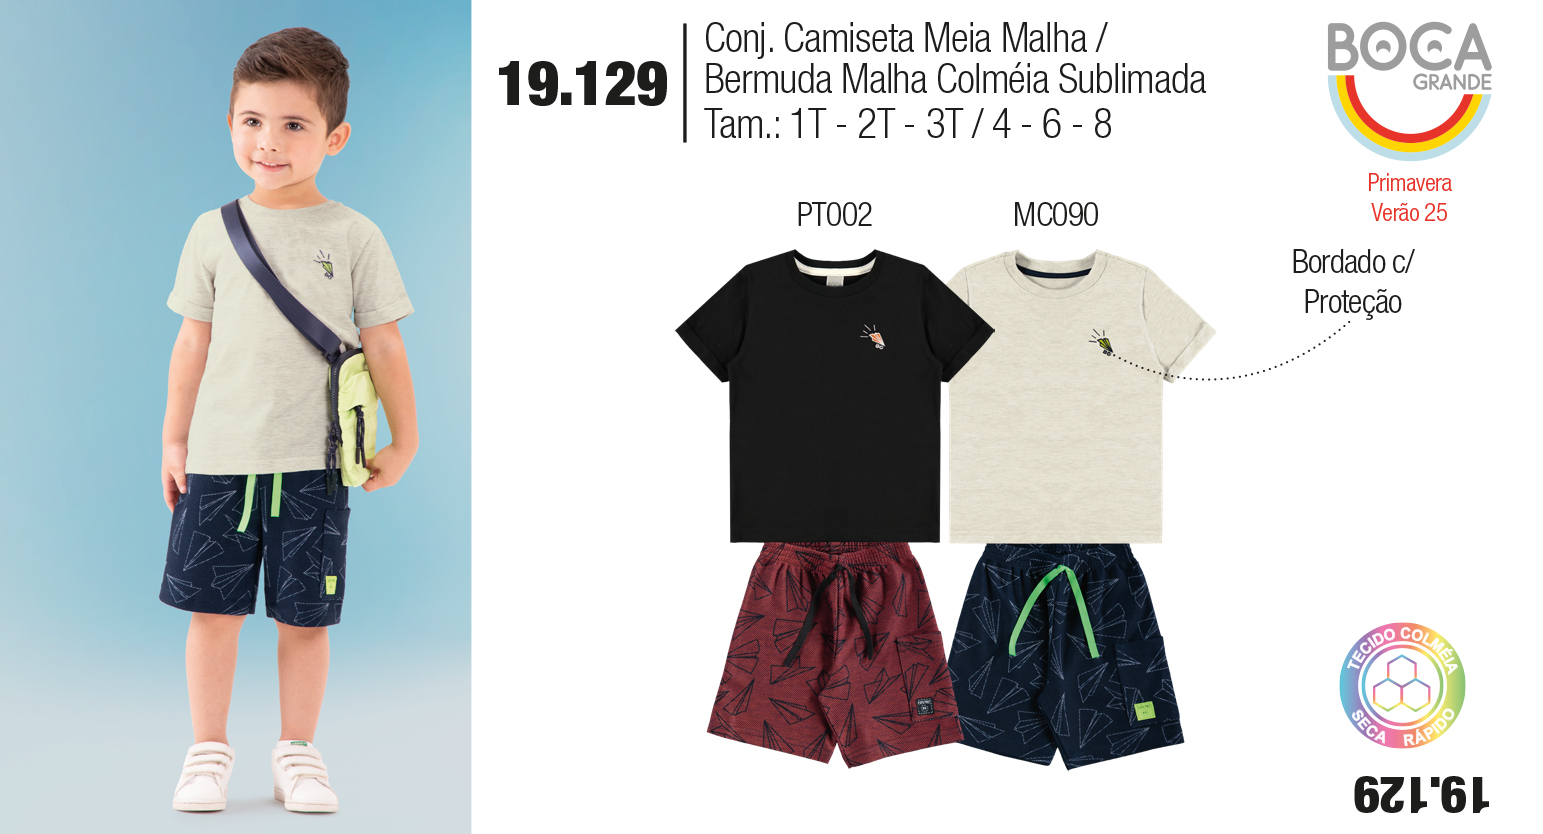 19.129
Conj. Camiseta Meia Malha /
Bermuda Malha Colméia Sublimada
Tam.: 1T - 2T - 3T / 4 - 6 - 8
BOCA
GRANDE
Primavera
Verão 25
PT002
MC090
Bordado c/
Proteção
TECIDO COLMÉIA
SECA RÁPIDO
19.129